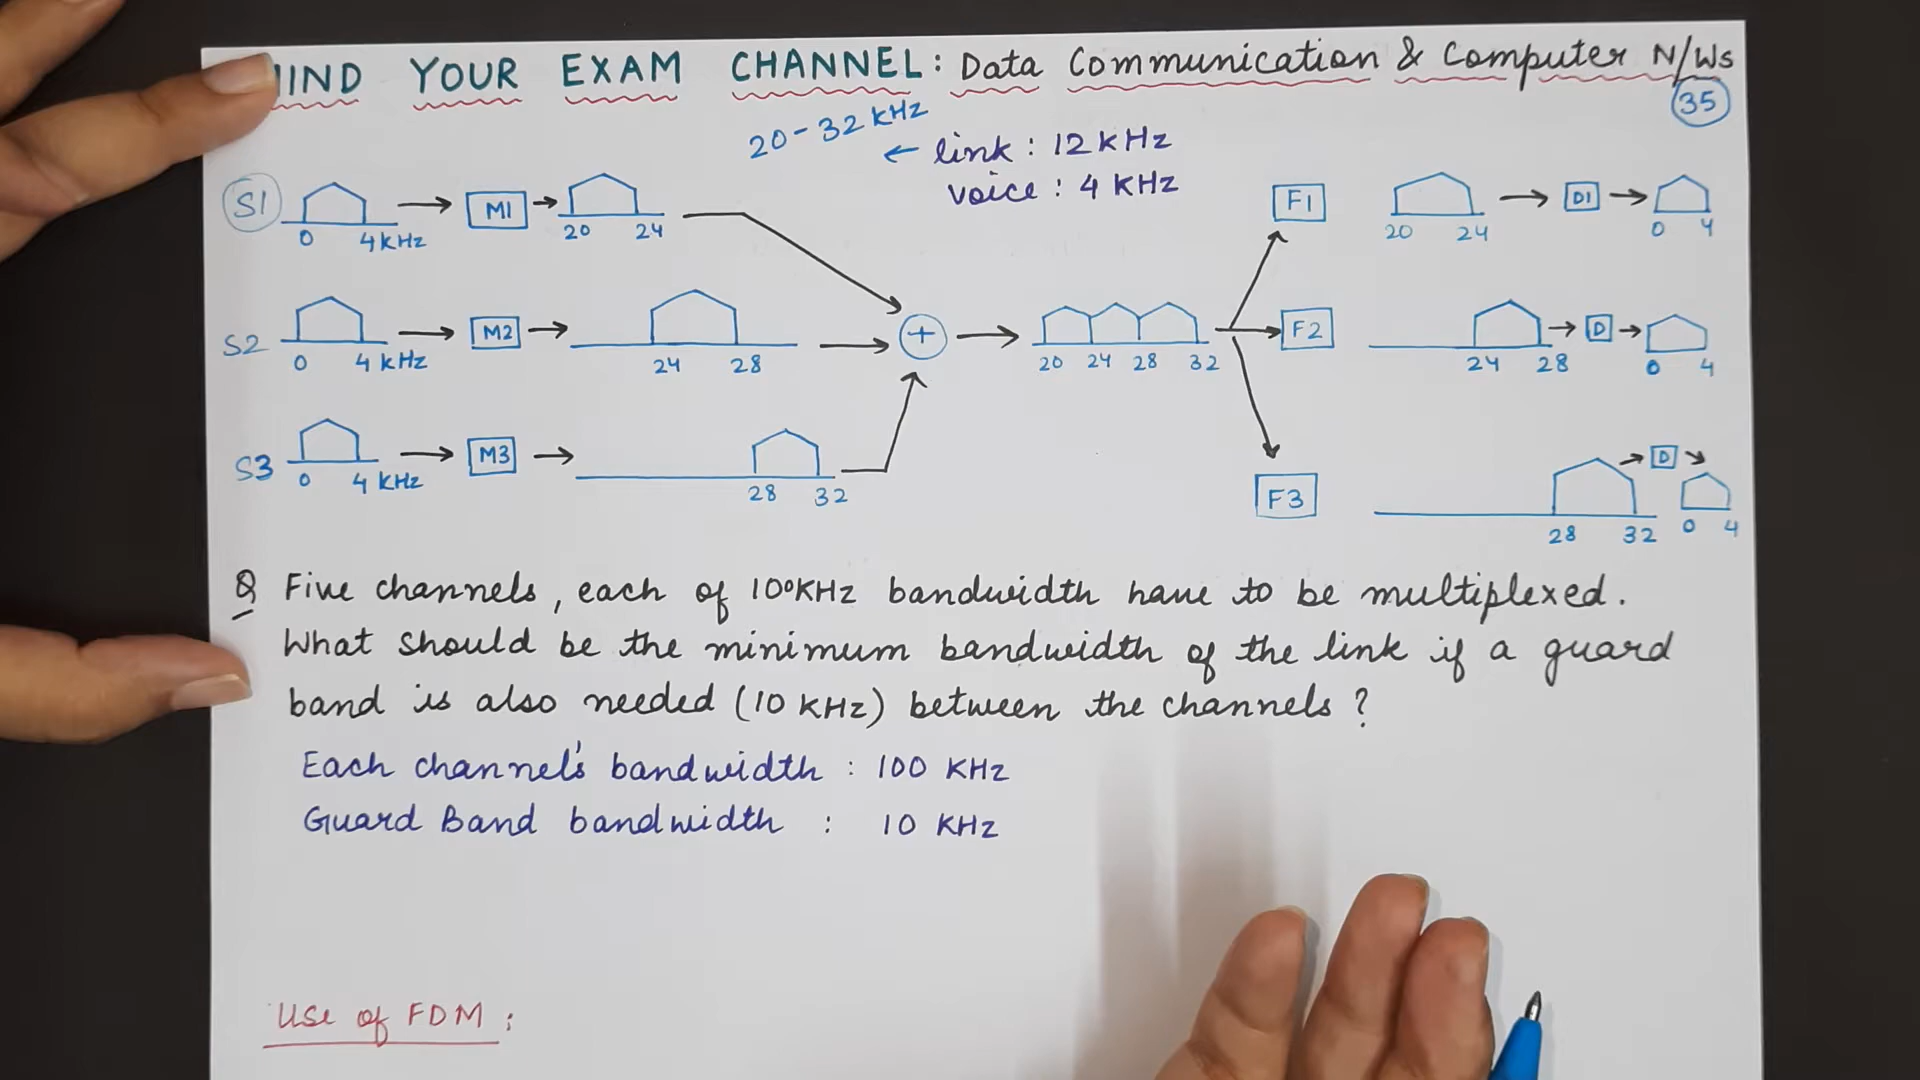 MIND YOUR EXAM CHANNEL: Data Communication & Computer N/Ws
35
20-32 kHz ← link : 12 kHz
voice : 4 KHz
S1 0 4 kHz → M1 → 20 24
F1 20 24 → D1 → 0 4
S2 0 4 kHz → M2 → 24 28 → + → 20 24 28 32 → F2 24 28 → D → 0 4
S3 0 4 kHz → M3 → 28 32
F3 28 32 → D 0 4
Q Five channels, each of 100KHz bandwidth have to be multiplexed.
What should be the minimum bandwidth of the link if a guard
band is also needed (10 KHz) between the channels?
Each channel's bandwidth : 100 KHz
Guard Band bandwidth : 10 KHz
Use of FDM :